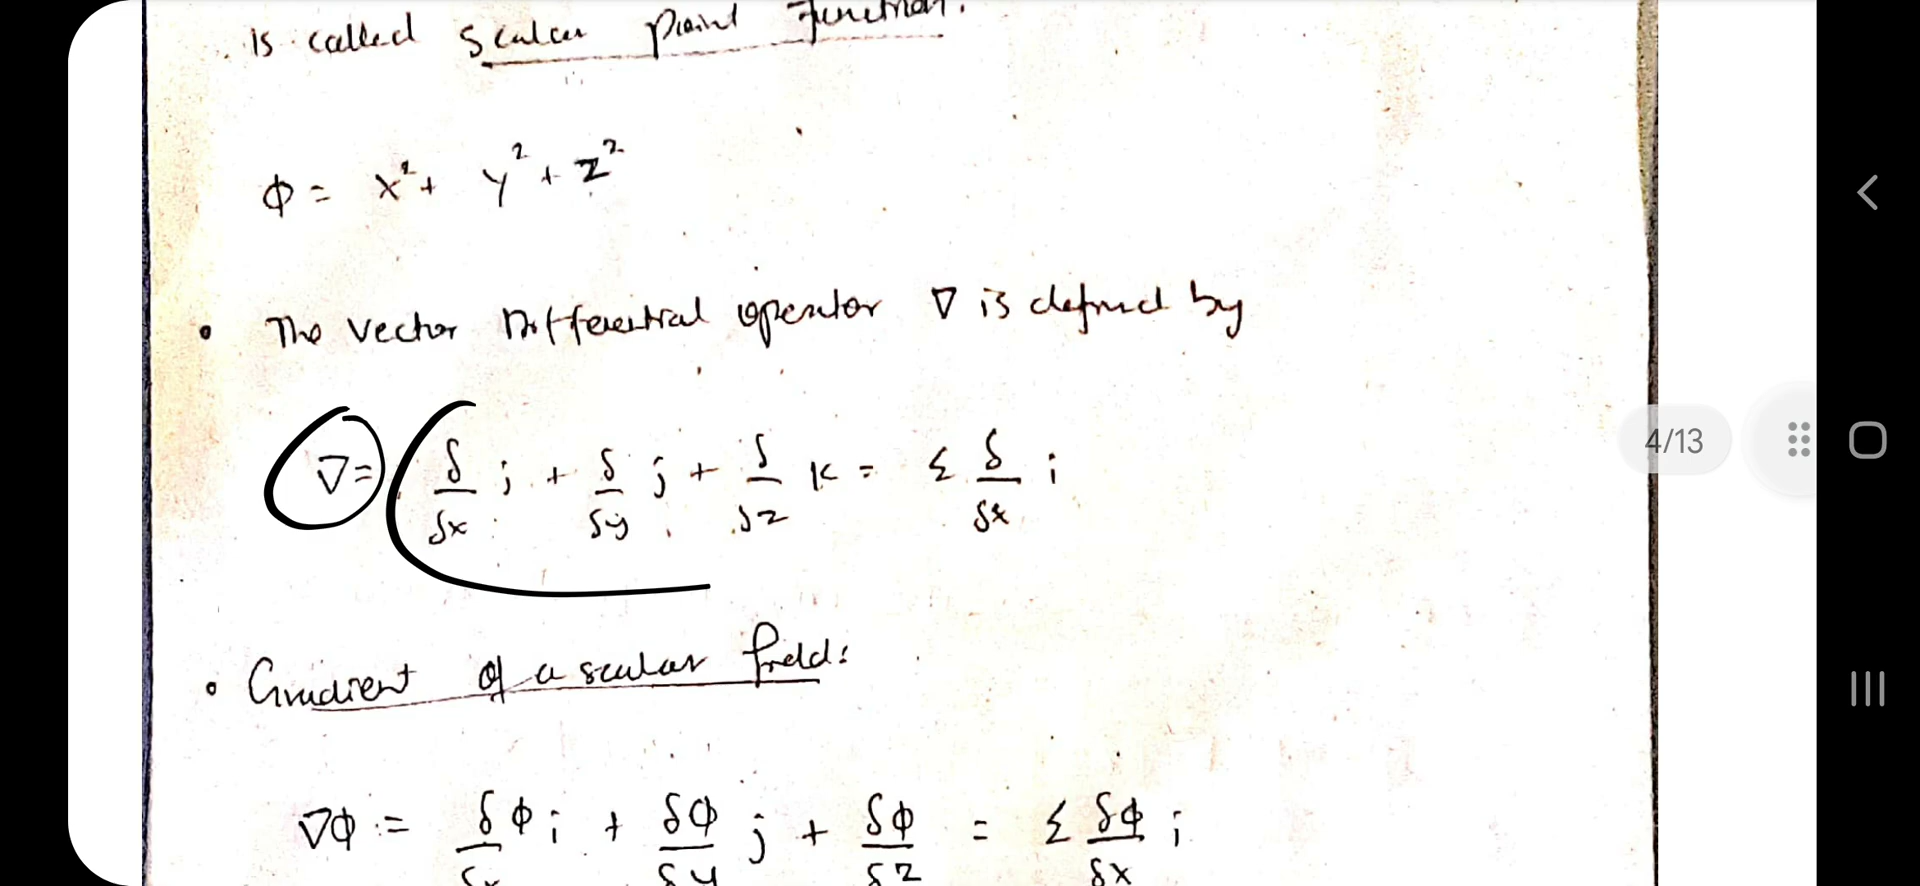 is called scalar point function.
ϕ = x² + y² + z²
• The vector Differential operator ∇ is defined by
∇ = δ/δx i + δ/δy j + δ/δz k = Σ δ/δx i
4/13
• Gradient of a scalar field:
∇ϕ = δϕ/δx i + δϕ/δy j + δϕ/δz = Σ δϕ/δx i